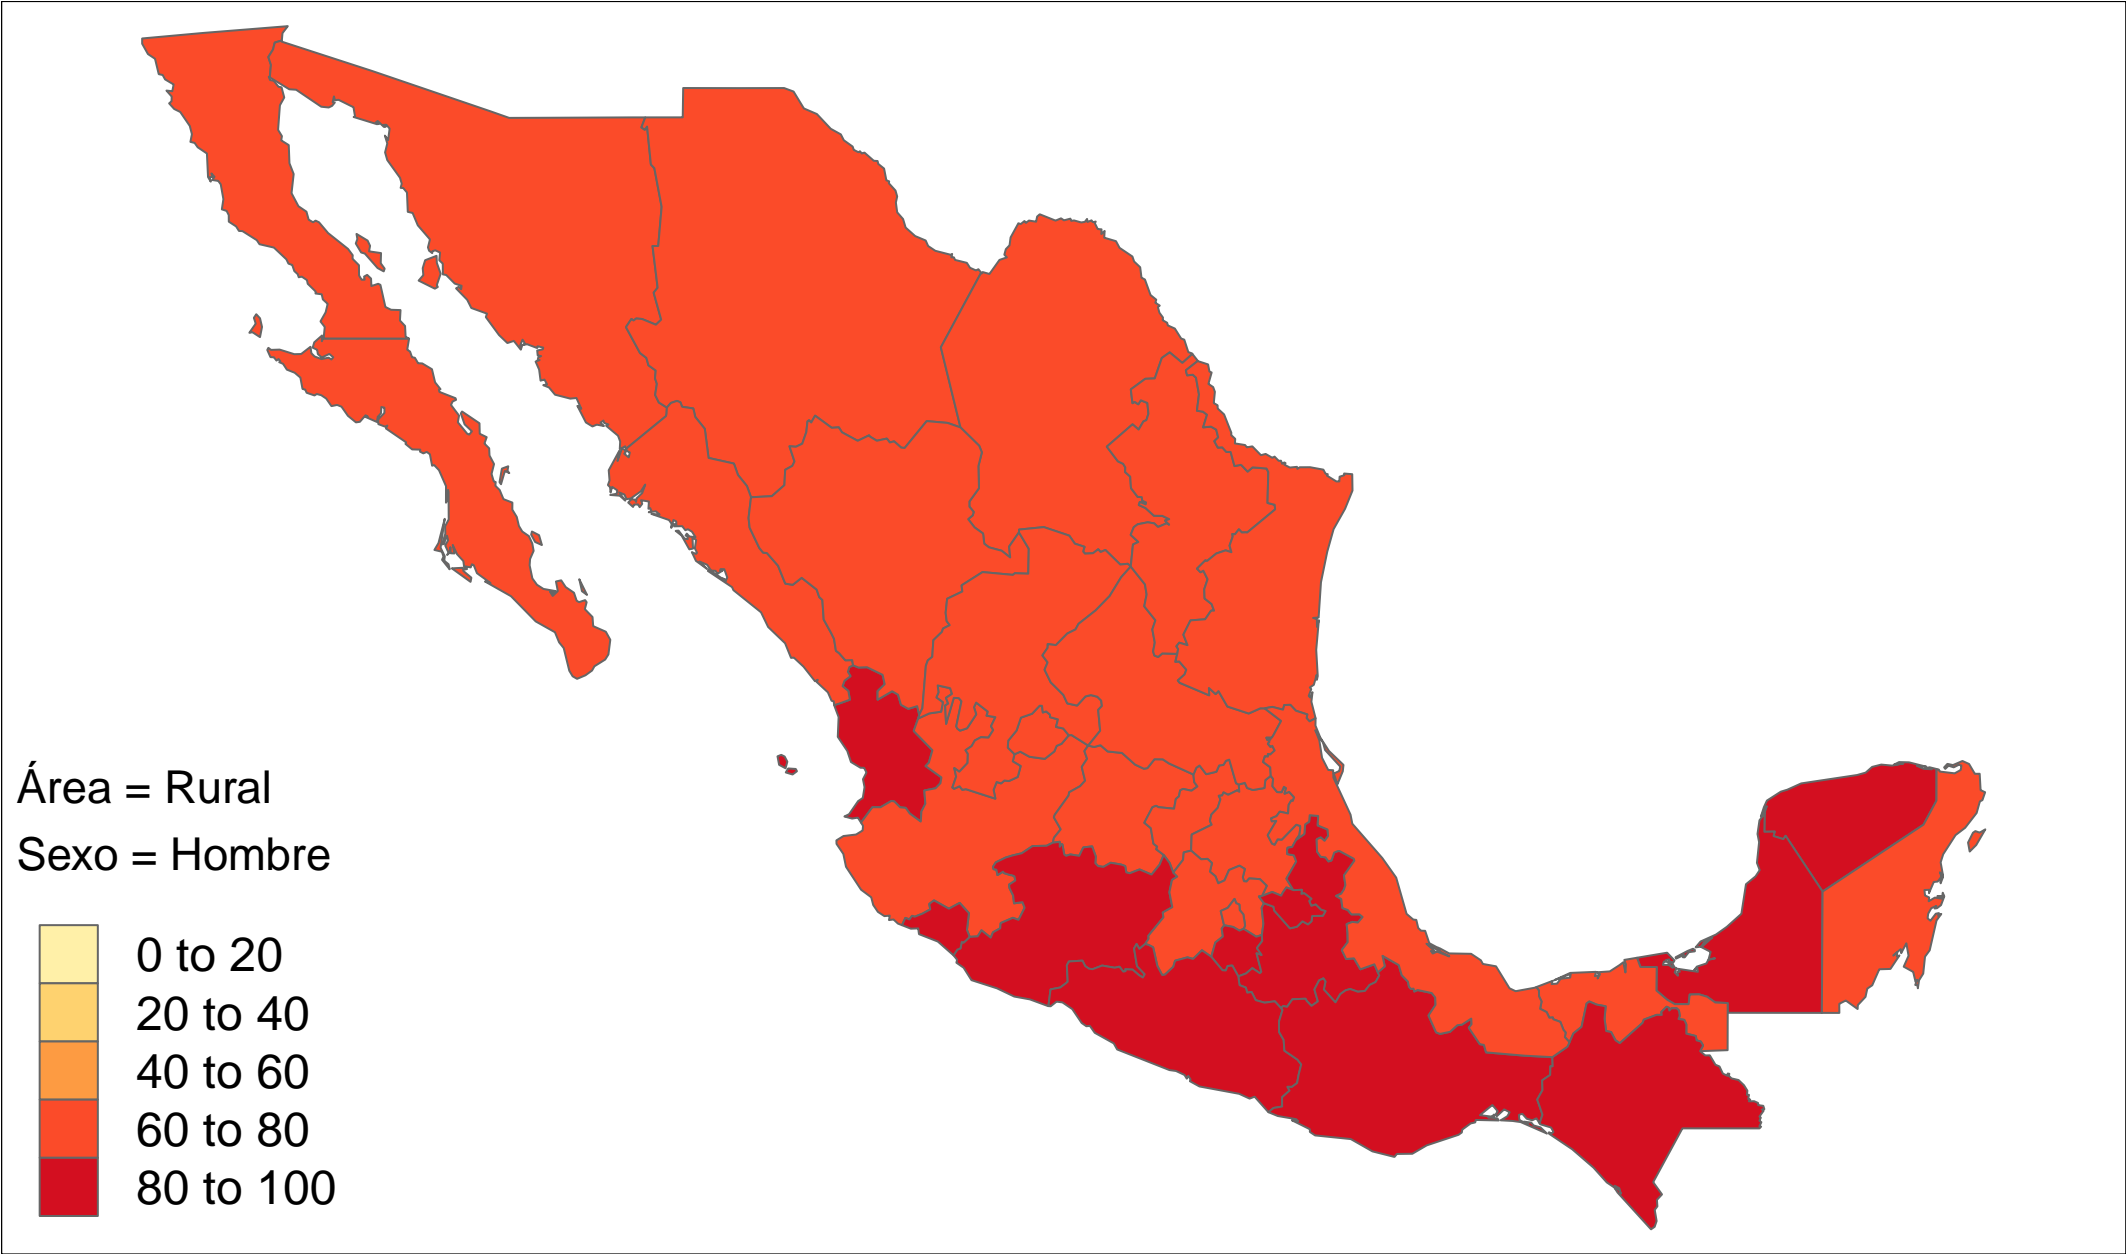 Área = Rural
Sexo = Hombre
0 to 20
20 to 40
40 to 60
60 to 80
80 to 100